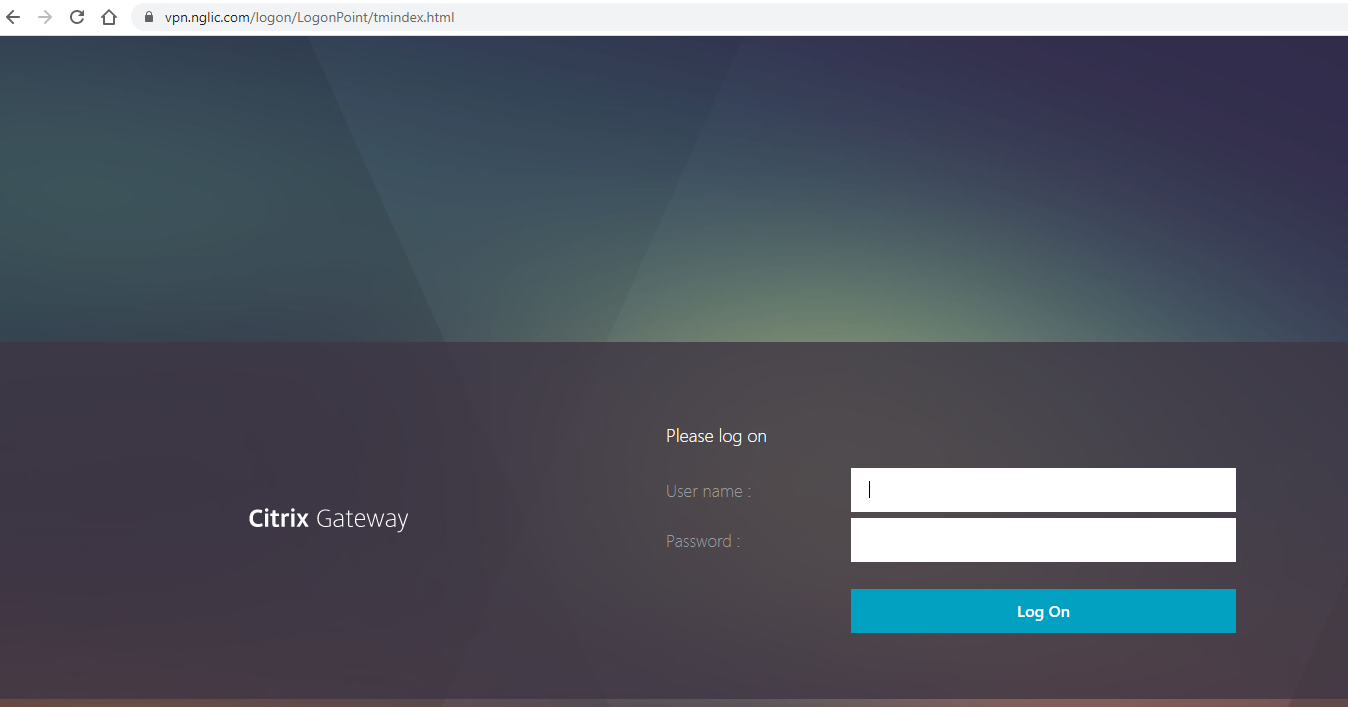 vpn.nglic.com/logon/LogonPoint/tmindex.html
Please log on
User name :
Citrix Gateway
Password :
Log On